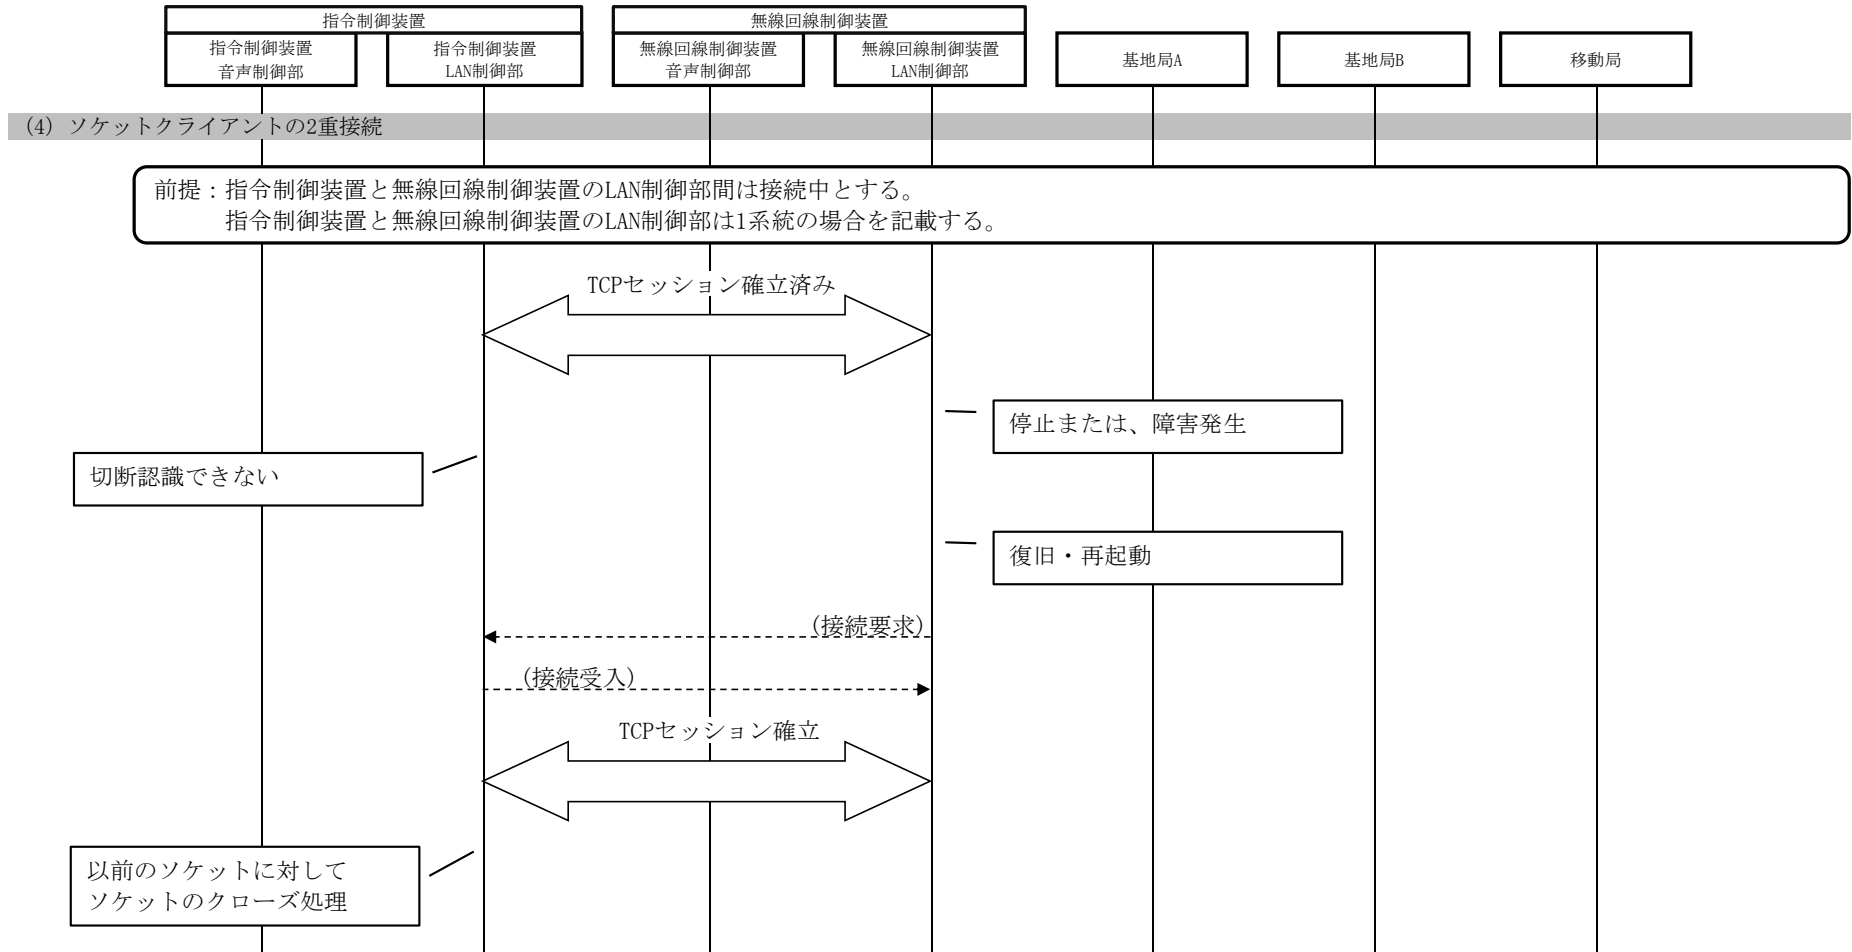 指令制御装置
無線回線制御装置
指令制御装置
音声制御部
指令制御装置
LAN制御部
無線回線制御装置
音声制御部
無線回線制御装置
LAN制御部
基地局A
基地局B
移動局
(4) ソケットクライアントの2重接続
前提：指令制御装置と無線回線制御装置のLAN制御部間は接続中とする。
指令制御装置と無線回線制御装置のLAN制御部は1系統の場合を記載する。
TCPセッション確立済み
停止または、障害発生
切断認識できない
復旧・再起動
(接続要求)
(接続受入)
TCPセッション確立
以前のソケットに対して
ソケットのクローズ処理